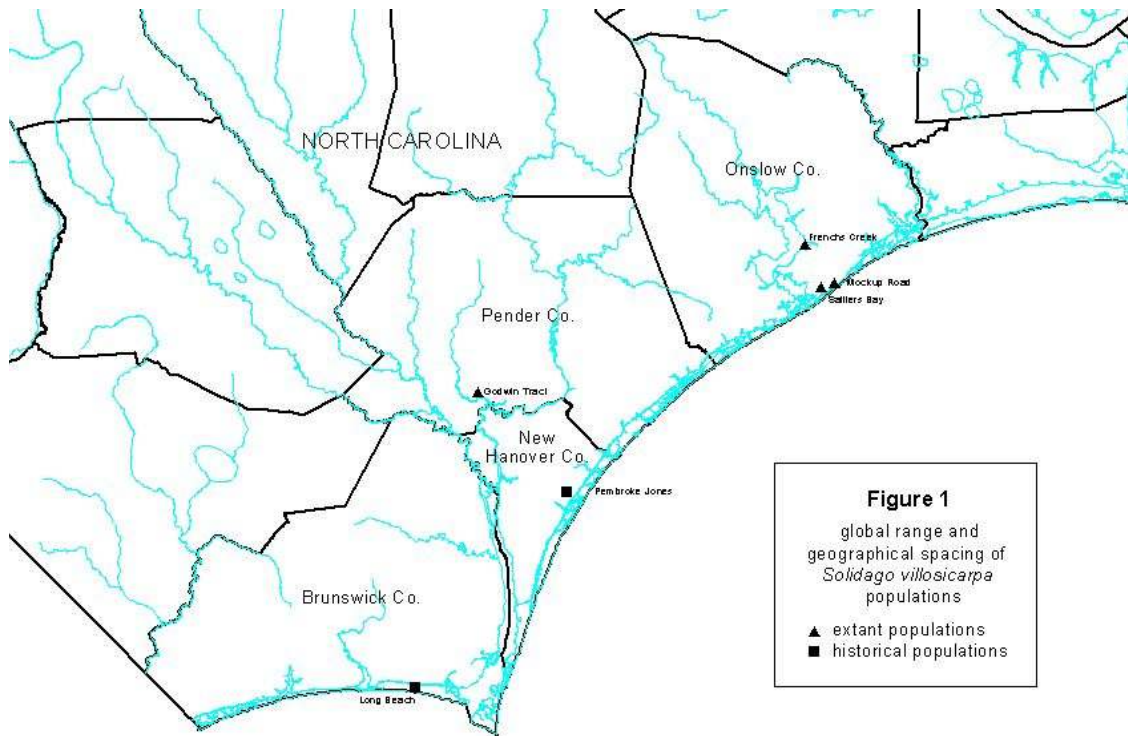 NORTH CAROLINA
Onslow Co.
Frenchs Creek
Mockup Road
Salliers Bay
Pender Co.
Godwin Tract
New
Hanover Co.
Pembroke Jones
Brunswick Co.
Long Beach
Figure 1
global range and
geographical spacing of
Solidago villosicarpa
populations
extant populations
historical populations